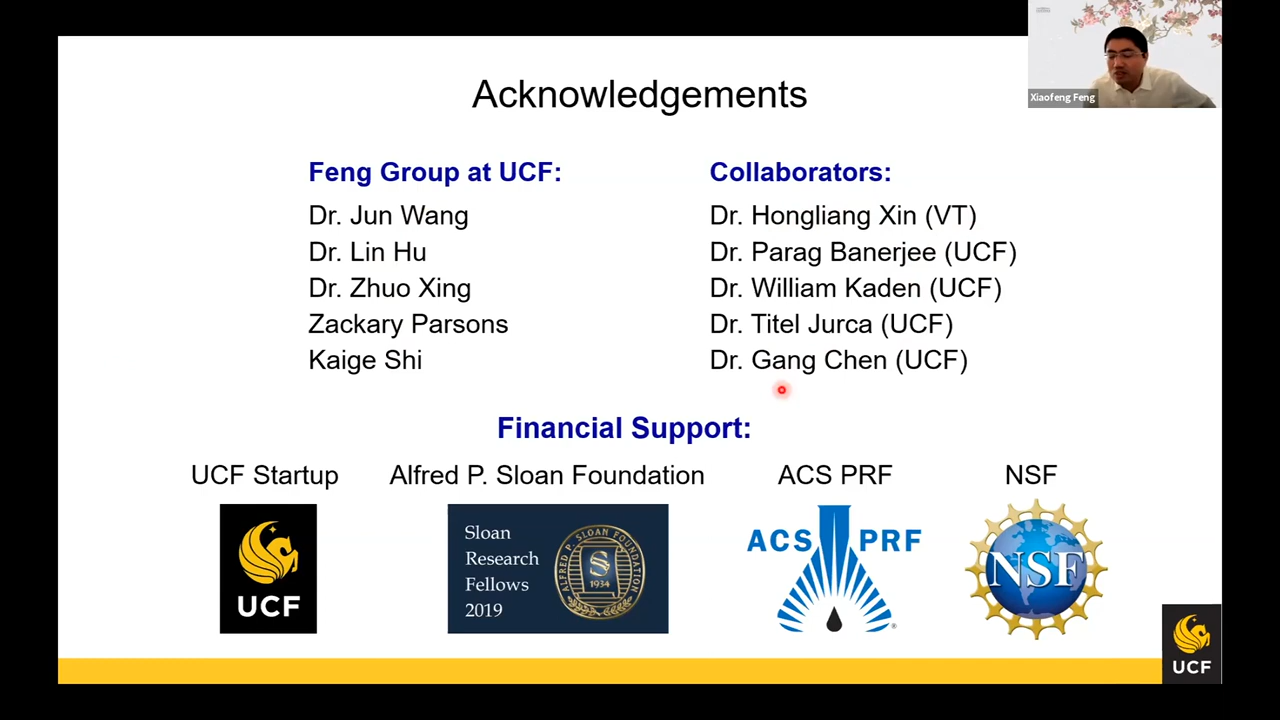 Acknowledgements
Xiaofeng Feng
Feng Group at UCF:
Dr. Jun Wang
Dr. Lin Hu
Dr. Zhuo Xing
Zackary Parsons
Kaige Shi
Collaborators:
Dr. Hongliang Xin (VT)
Dr. Parag Banerjee (UCF)
Dr. William Kaden (UCF)
Dr. Titel Jurca (UCF)
Dr. Gang Chen (UCF)
Financial Support:
UCF Startup
Alfred P. Sloan Foundation
ACS PRF
NSF
UCF
Sloan
Research
Fellows
2019
ALFRED P. SLOAN FOUNDATION
S
1934
ACS PRF
®
NSF
UCF